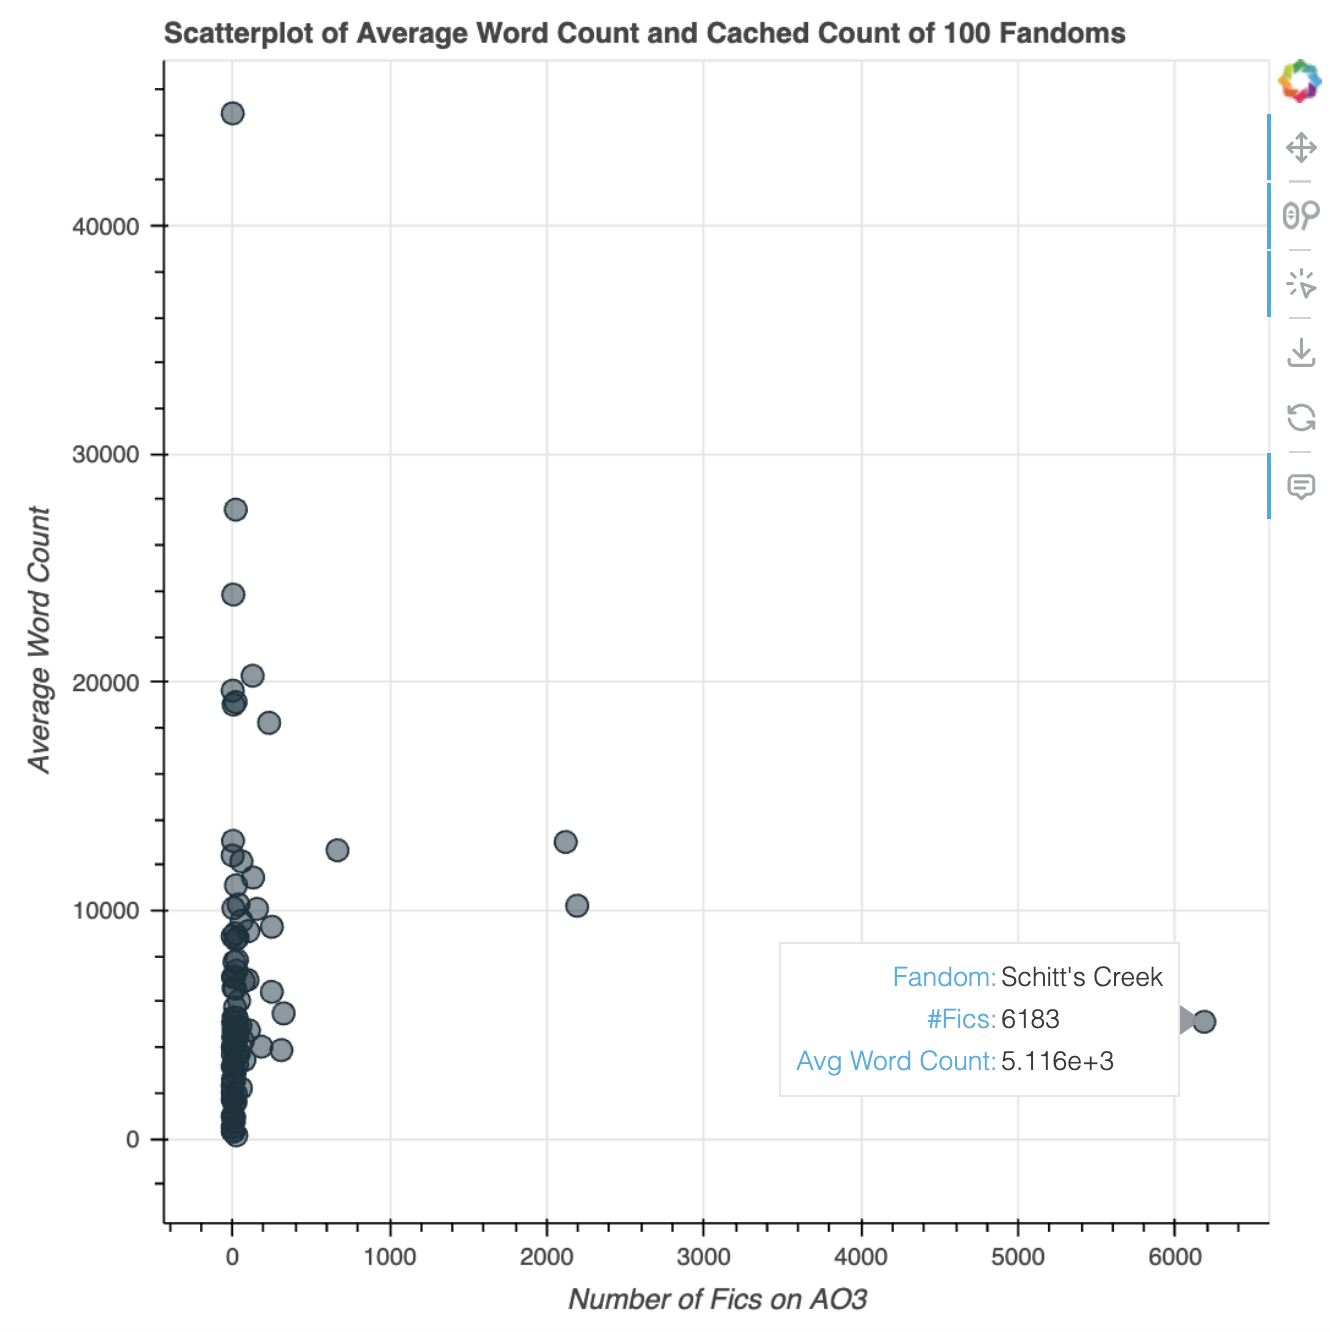 Scatterplot of Average Word Count and Cached Count of 100 Fandoms
40000
30000
20000
10000
0
Average Word Count
Fandom: Schitt's Creek
#Fics: 6183
Avg Word Count: 5.116e+3
0 1000 2000 3000 4000 5000 6000
Number of Fics on AO3